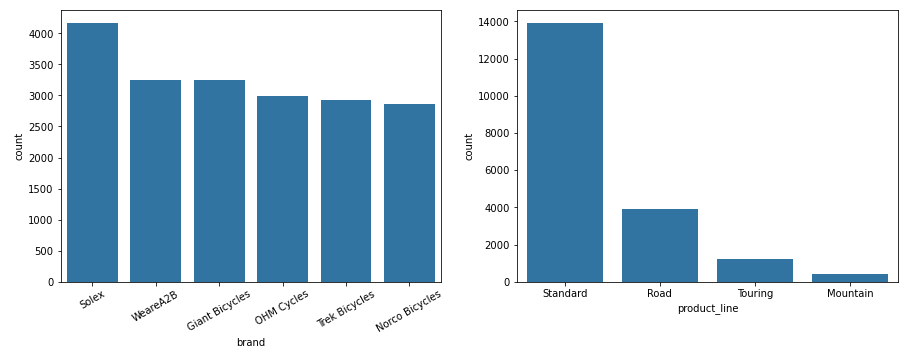 4000
3500
3000
2500
2000
1500
1000
500
0
count
Solex
WeareA2B
Giant Bicycles
OHM Cycles
Trek Bicycles
Norco Bicycles
brand
14000
12000
10000
8000
6000
4000
2000
0
count
Standard
Road
Touring
Mountain
product_line